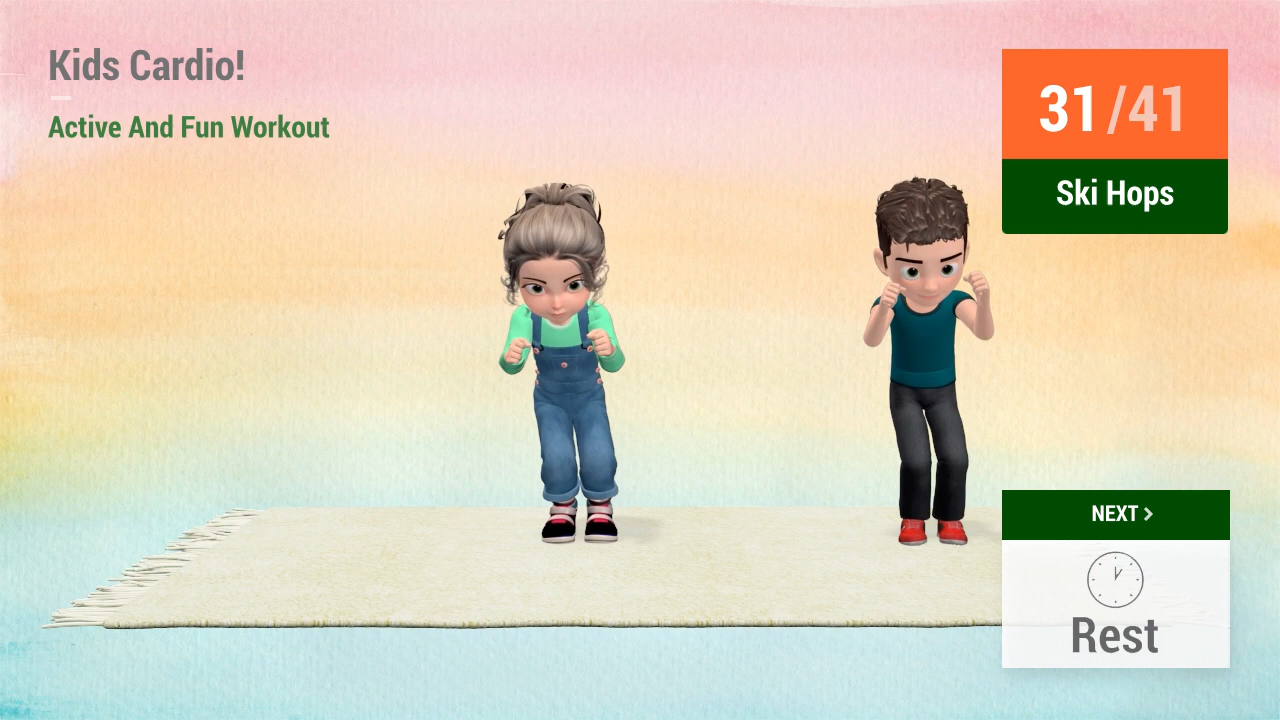 Kids Cardio!
Active And Fun Workout
31/41
Ski Hops
NEXT >
Rest